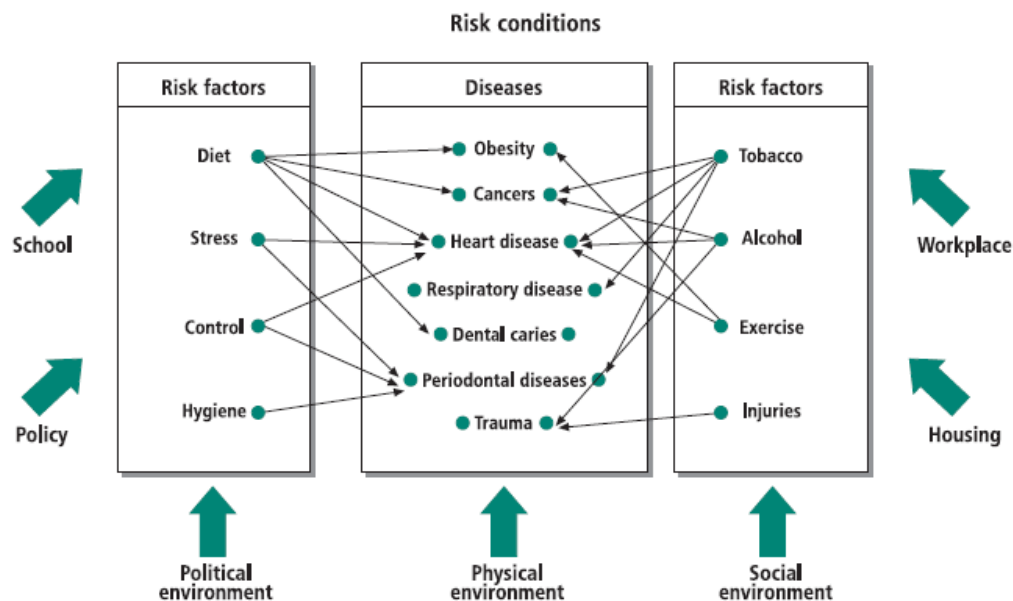 Risk conditions
Risk factors
Diseases
Risk factors
Diet
Stress
Control
Hygiene
Obesity
Cancers
Heart disease
Respiratory disease
Dental caries
Periodontal diseases
Trauma
Tobacco
Alcohol
Exercise
Injuries
School
Policy
Workplace
Housing
Political
environment
Physical
environment
Social
environment